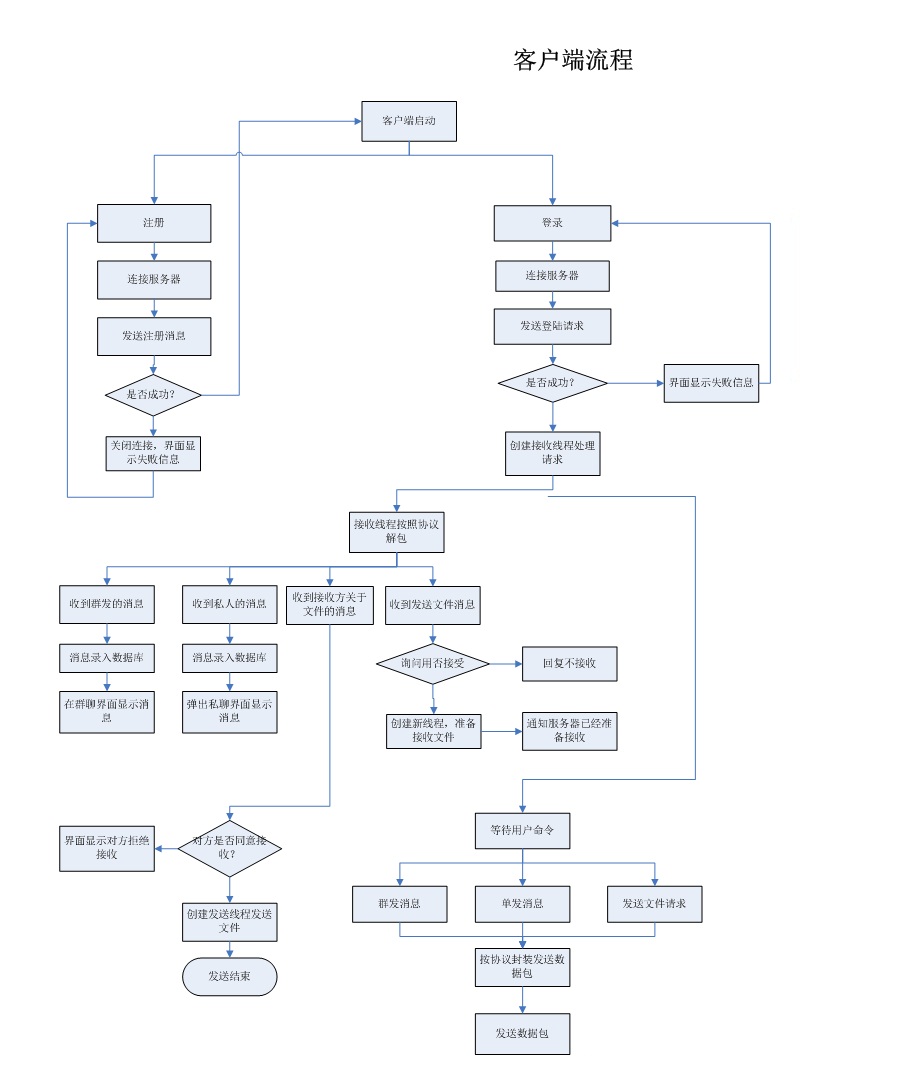 客户端流程
客户端启动
注册
登录
连接服务器
连接服务器
发送注册消息
发送登陆请求
是否成功?
是否成功?
界面显示失败信息
关闭连接，界面显
示失败信息
创建接收线程处理
请求
接收线程按照协议
解包
收到群发的消息
收到私人的消息
收到接收方关于
文件的消息
收到发送文件消息
消息录入数据库
消息录入数据库
询问用否接受
回复不接收
在群聊界面显示消
息
弹出私聊界面显示
消息
创建新线程，准备
接收文件
通知服务器已经准
备接收
等待用户命令
界面显示对方拒绝
接收
对方是否同意接
收?
群发消息
单发消息
发送文件请求
创建发送线程发送
文件
按协议封装发送数
据包
发送结束
发送数据包